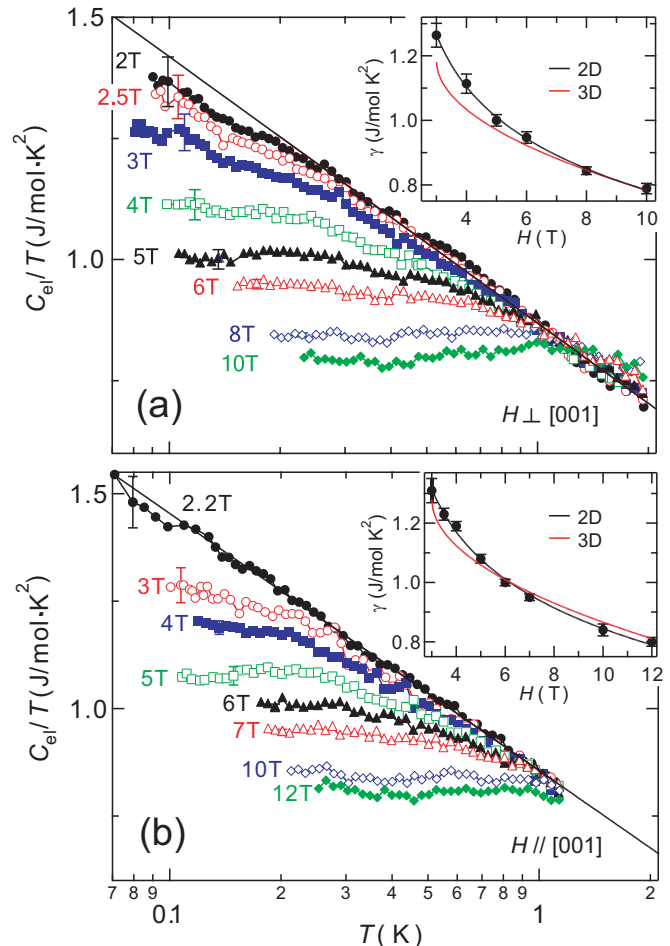 1.5
1.0
C_el/T (J/mol·K²)
2T
2.5T
3T
4T
5T
6T
8T
10T
(a)
H⊥ [001]
γ (J/mol K²)
1.2
1.0
0.8
2D
3D
4 6 8 10
H (T)
1.5
1.0
C_el/T (J/mol·K²)
2.2T
3T
4T
5T
6T
7T
10T
12T
(b)
H // [001]
γ (J/mol K²)
1.2
1.0
0.8
2D
3D
4 6 8 10 12
H (T)
7 8 9 2 3 4 5 6 7 8 9 2
0.1 1
T (K)